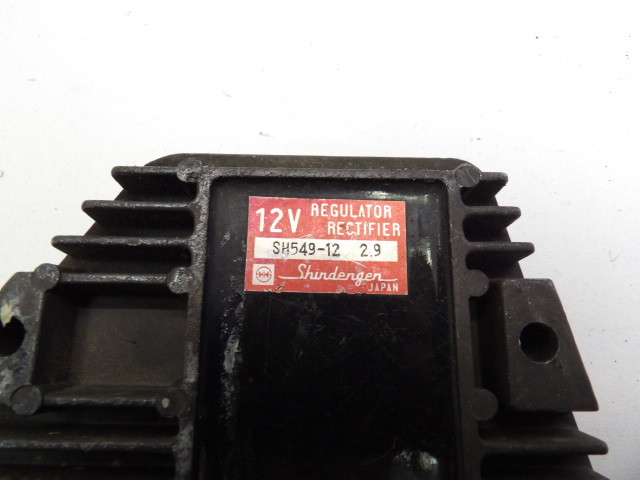 12V REGULATOR
RECTIFIER
SH549-12 2.9
Shindengen
JAPAN